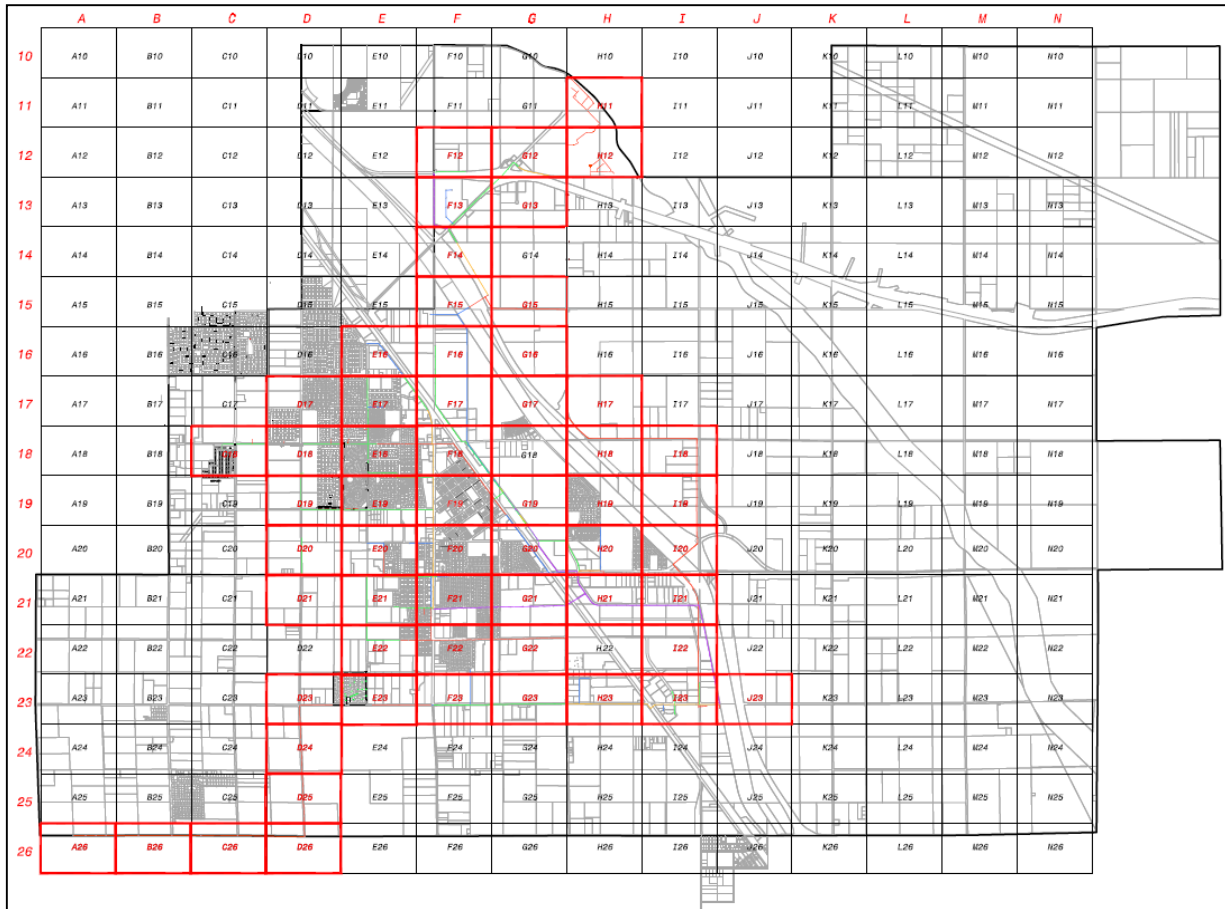 A B C D E F G H I J K L M N
10 A10 B10 C10 D10 E10 F10 G10 H10 I10 J10 K10 L10 M10 N10
11 A11 B11 C11 D11 E11 F11 G11 H11 I11 J11 K11 L11 M11 N11
12 A12 B12 C12 D12 E12 F12 G12 H12 I12 J12 K12 L12 M12 N12
13 A13 B13 C13 D13 E13 F13 G13 H13 I13 J13 K13 L13 M13 N13
14 A14 B14 C14 D14 E14 F14 G14 H14 I14 J14 K14 L14 M14 N14
15 A15 B15 C15 D15 E15 F15 G15 H15 I15 J15 K15 L15 M15 N15
16 A16 B16 C16 D16 E16 F16 G16 H16 I16 J16 K16 L16 M16 N16
17 A17 B17 C17 D17 E17 F17 G17 H17 I17 J17 K17 L17 M17 N17
18 A18 B18 C18 D18 E18 F18 G18 H18 I18 J18 K18 L18 M18 N18
19 A19 B19 C19 D19 E19 F19 G19 H19 I19 J19 K19 L19 M19 N19
20 A20 B20 C20 D20 E20 F20 G20 H20 I20 J20 K20 L20 M20 N20
21 A21 B21 C21 D21 E21 F21 G21 H21 I21 J21 K21 L21 M21 N21
22 A22 B22 C22 D22 E22 F22 G22 H22 I22 J22 K22 L22 M22 N22
23 A23 B23 C23 D23 E23 F23 G23 H23 I23 J23 K23 L23 M23 N23
24 A24 B24 C24 D24 E24 F24 G24 H24 I24 J24 K24 L24 M24 N24
25 A25 B25 C25 D25 E25 F25 G25 H25 I25 J25 K25 L25 M25 N25
26 A26 B26 C26 D26 E26 F26 G26 H26 I26 J26 K26 L26 M26 N26